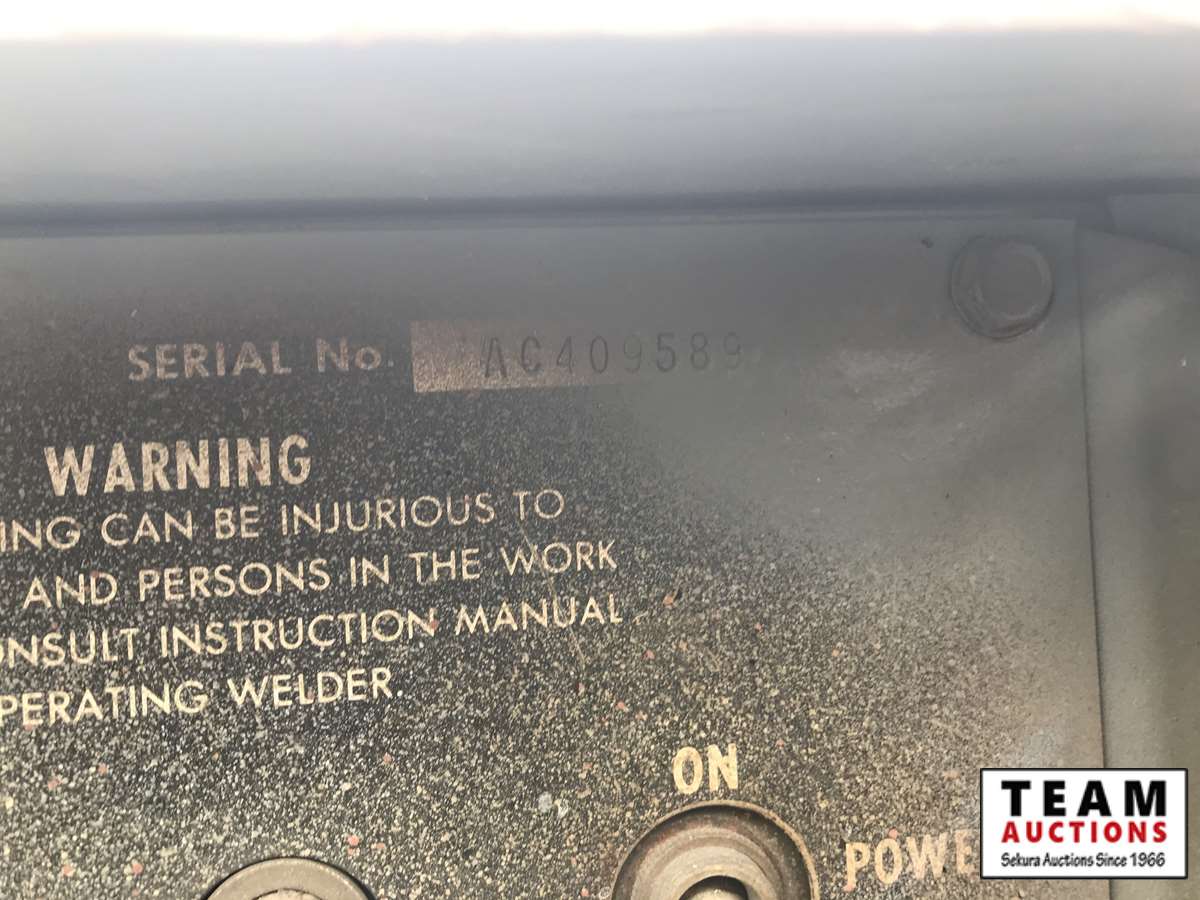 SERIAL No. AC409589
WARNING
ING CAN BE INJURIOUS TO
AND PERSONS IN THE WORK
ONSULT INSTRUCTION MANUAL
PERATING WELDER.
ON
POWE
TEAM
AUCTIONS
Sekura Auctions Since 1966